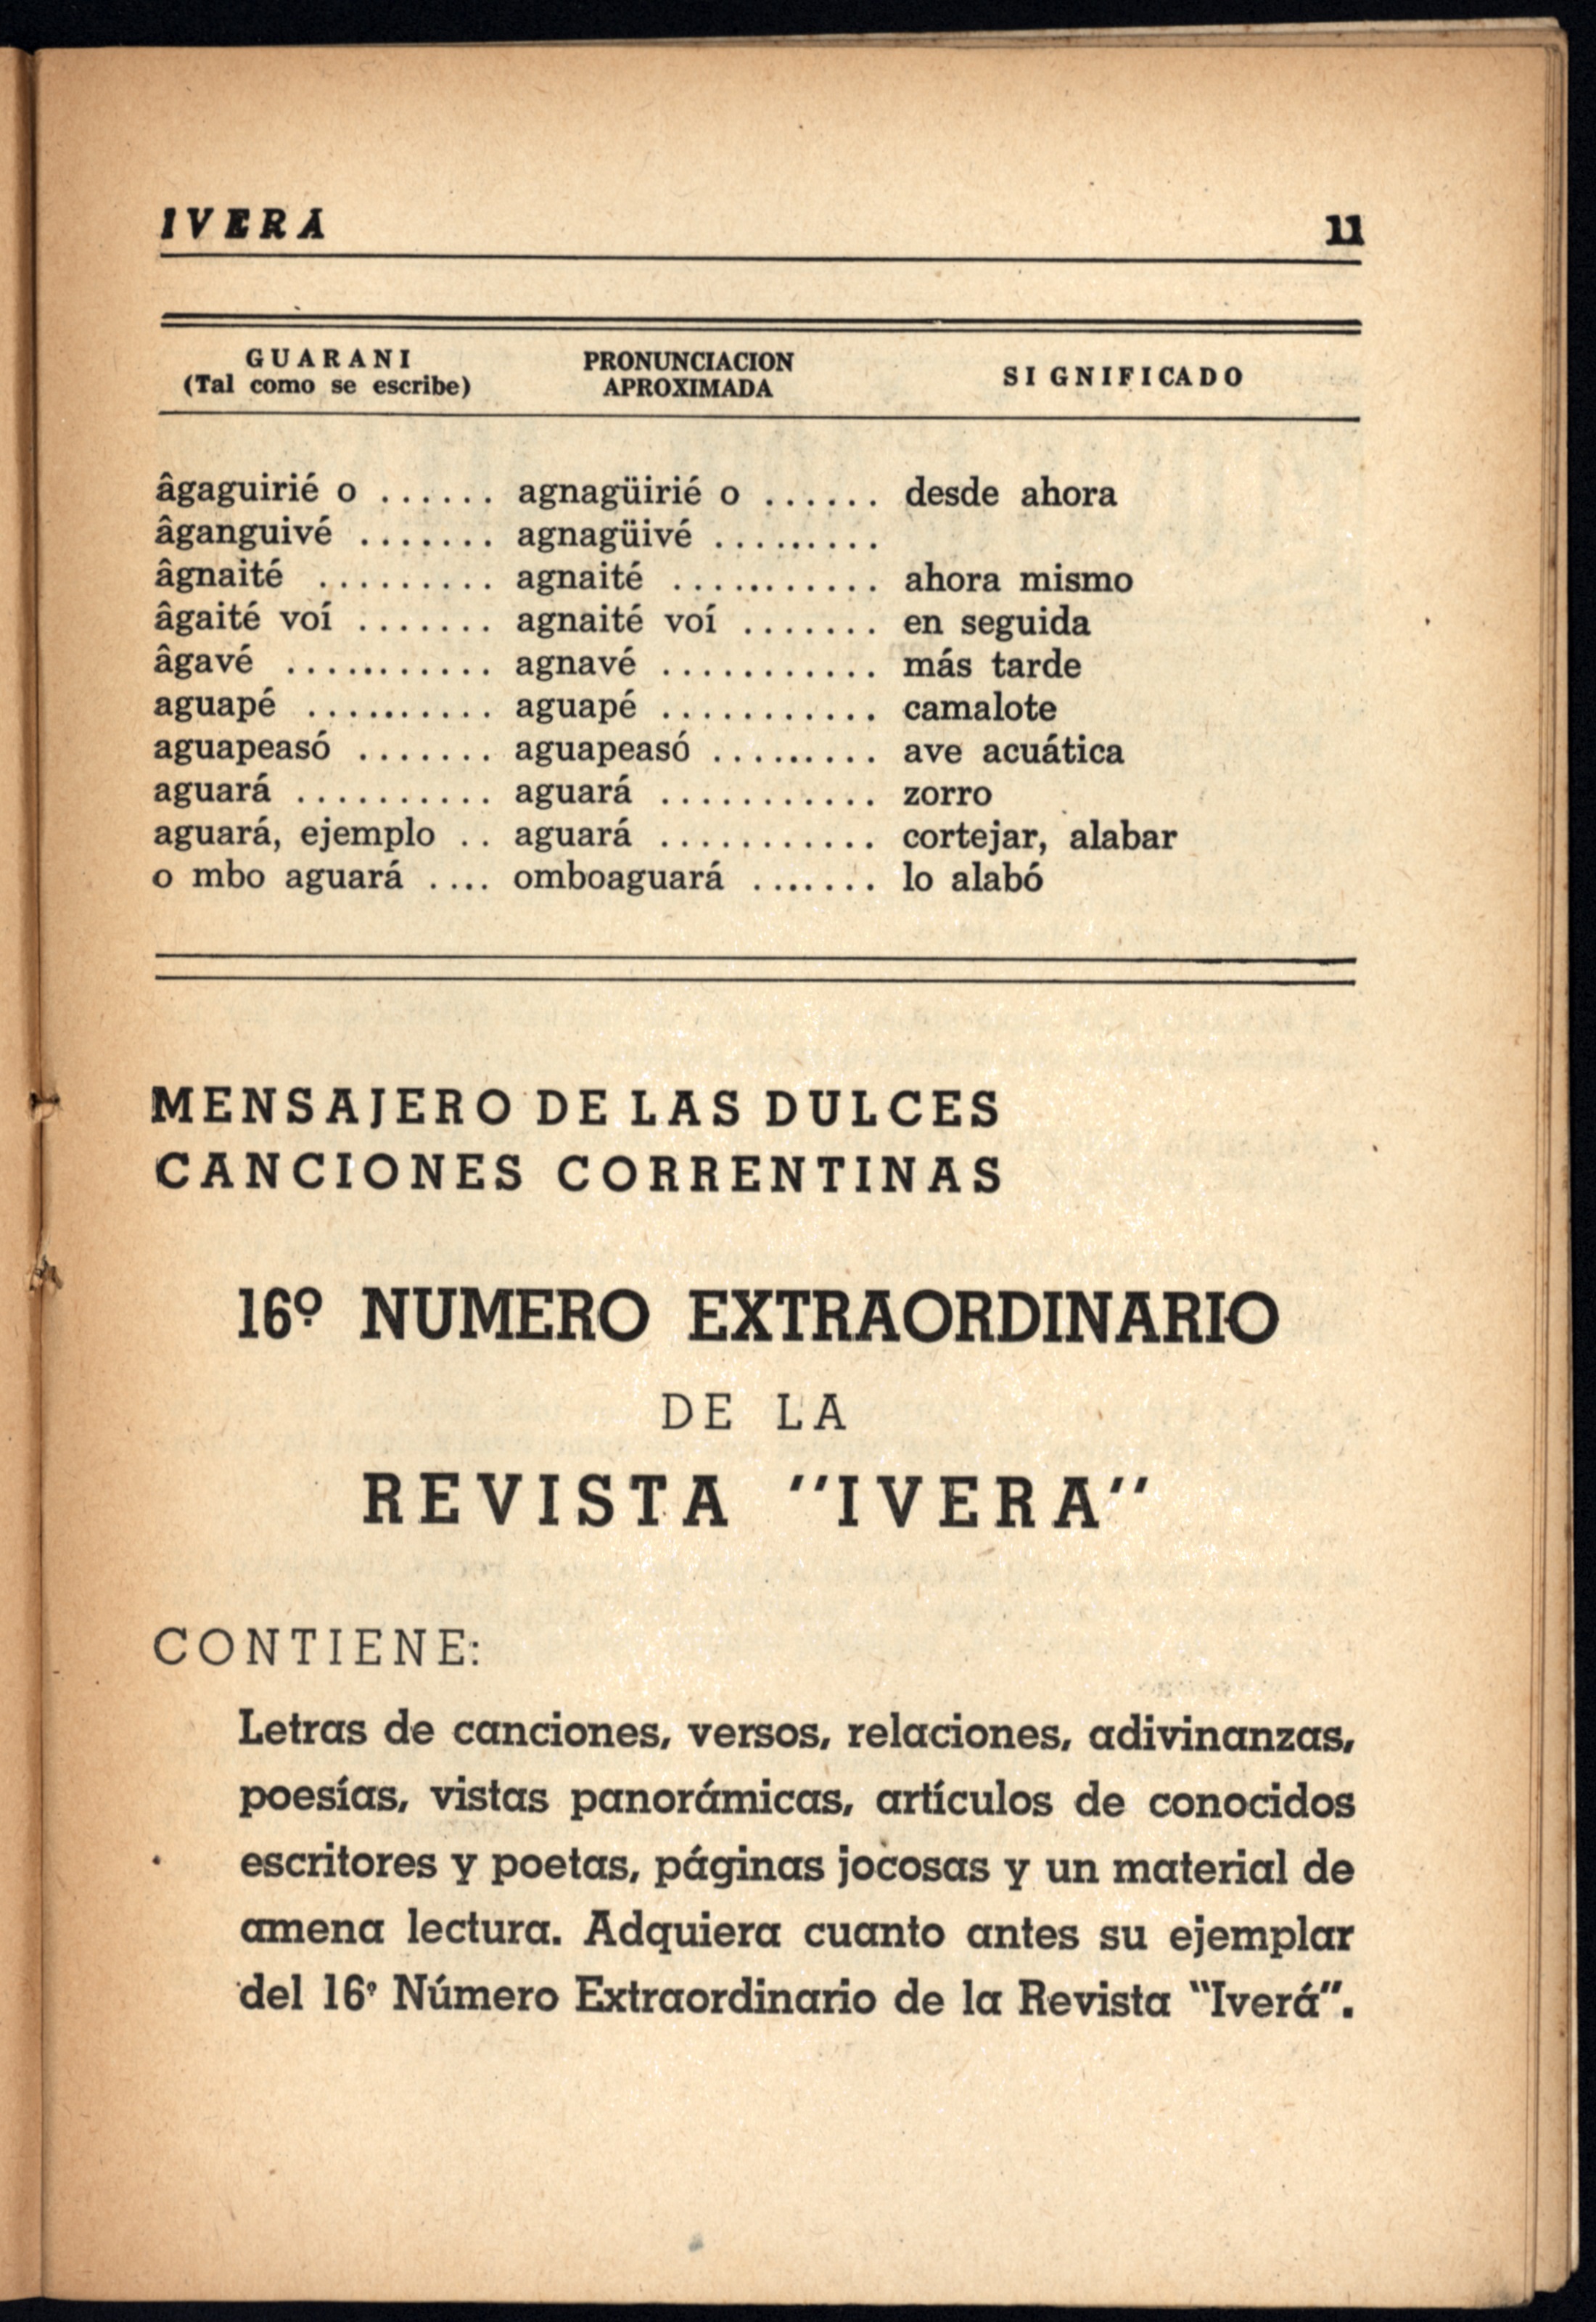 IVERA 11
GUARANI PRONUNCIACION SIGNIFICADO
(Tal como se escribe) APROXIMADA
âgaguirié o ...... agnagüirié o ...... desde ahora
âganguivé ....... agnagüivé .........
âgnaité ......... agnaité ........... ahora mismo
âgaité voí ....... agnaité voí ....... en seguida
âgavé ........... agnavé ........... más tarde
aguapé .......... aguapé ........... camalote
aguapeasó ....... aguapeasó ......... ave acuática
aguará .......... aguará ........... zorro
aguará, ejemplo .. aguará ........... cortejar, alabar
o mbo aguará .... omboaguará ....... lo alabó
MENSAJERO DE LAS DULCES
CANCIONES CORRENTINAS
16º NUMERO EXTRAORDINARIO
DE LA
REVISTA "IVERA"
CONTIENE:
Letras de canciones, versos, relaciones, adivinanzas,
poesías, vistas panorámicas, artículos de conocidos
escritores y poetas, páginas jocosas y un material de
amena lectura. Adquiera cuanto antes su ejemplar
del 16º Número Extraordinario de la Revista "Iverá".